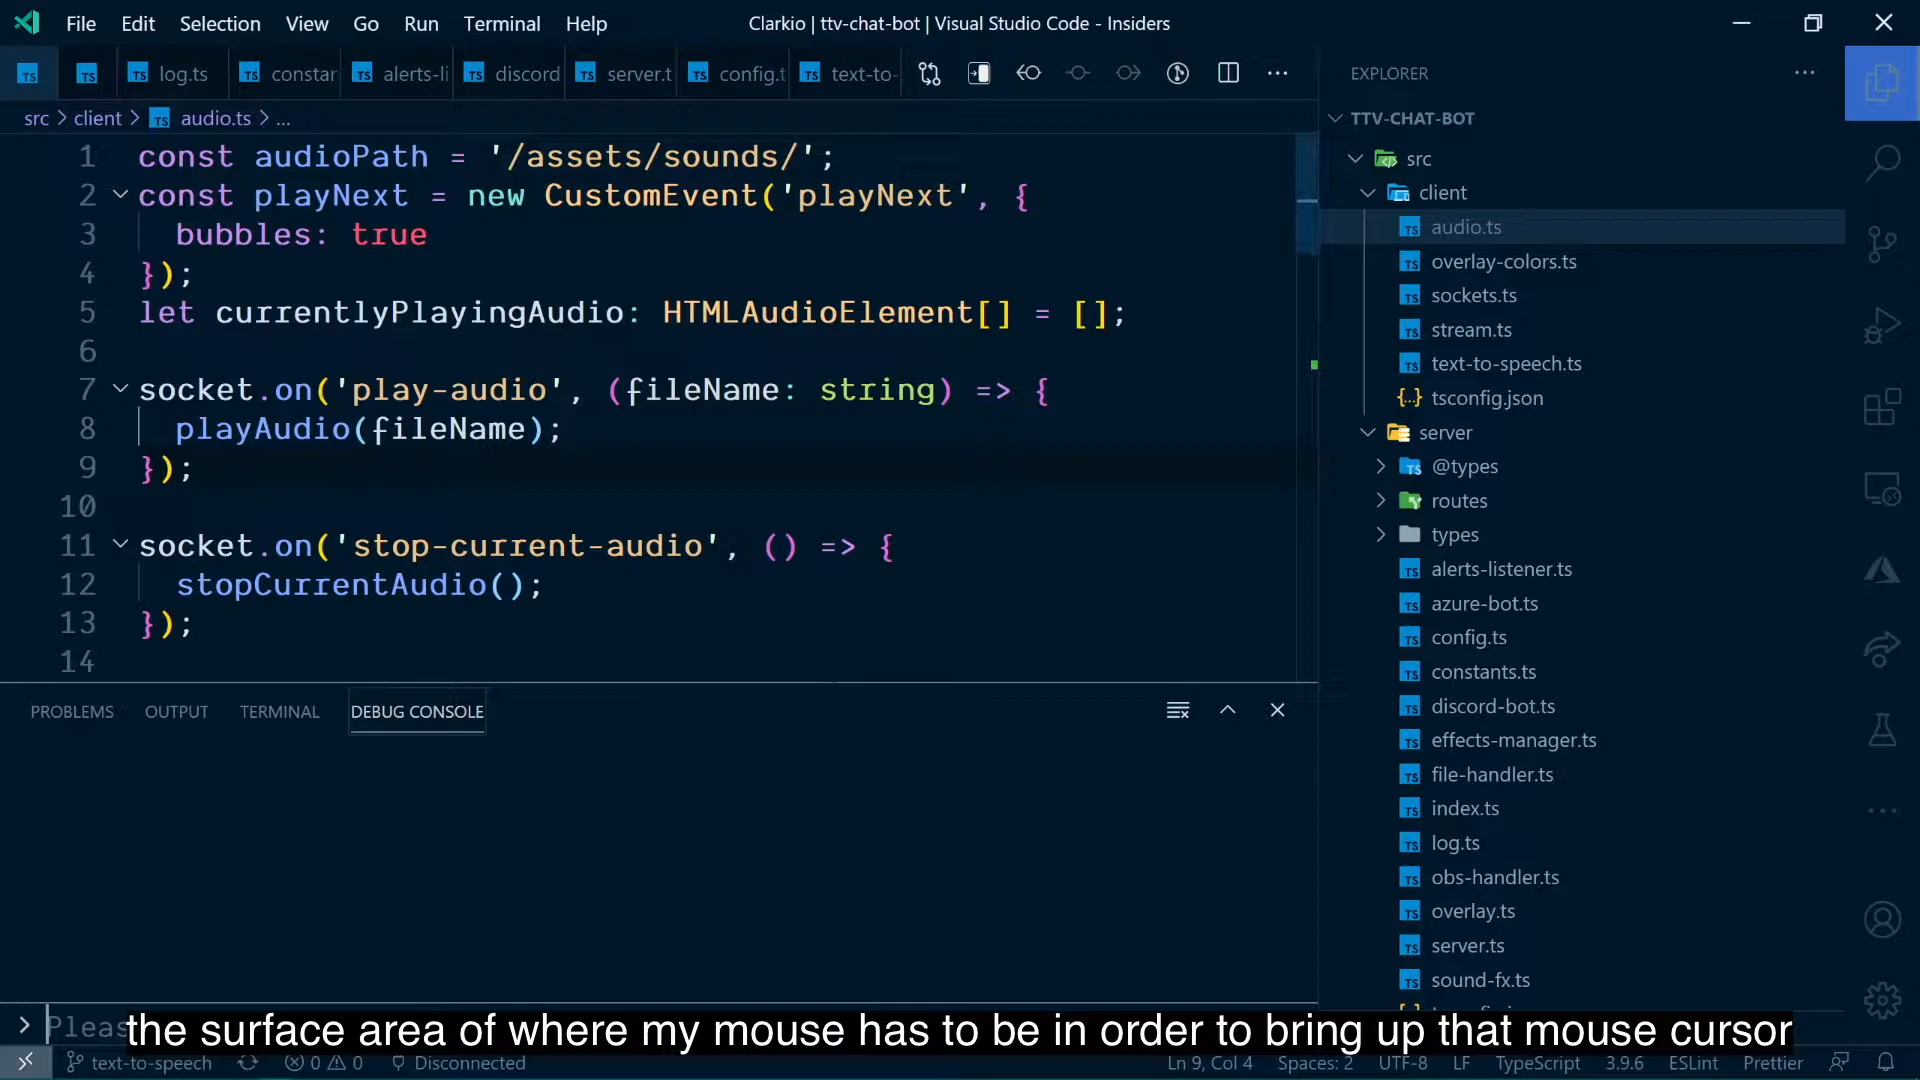 File Edit Selection View Go Run Terminal Help
Clarkio | ttv-chat-bot | Visual Studio Code - Insiders
log.ts constar alerts-li discord server.t config.t text-to-
src > client > TS audio.ts > ...
1 const audioPath = '/assets/sounds/';
2 const playNext = new CustomEvent('playNext', {
3 bubbles: true
4 });
5 let currentlyPlayingAudio: HTMLAudioElement[] = [];
6
7 socket.on('play-audio', (fileName: string) => {
8 playAudio(fileName);
9 });
10
11 socket.on('stop-current-audio', () => {
12 stopCurrentAudio();
13 });
14
PROBLEMS OUTPUT TERMINAL DEBUG CONSOLE
EXPLORER
TTV-CHAT-BOT
src
client
audio.ts
overlay-colors.ts
sockets.ts
stream.ts
text-to-speech.ts
tsconfig.json
server
@types
routes
types
alerts-listener.ts
azure-bot.ts
config.ts
constants.ts
discord-bot.ts
effects-manager.ts
file-handler.ts
index.ts
log.ts
obs-handler.ts
overlay.ts
server.ts
sound-fx.ts
> Pleas
the surface area of where my mouse has to be in order to bring up that mouse cursor
text-to-speech 0 0 Disconnected Ln 9, Col 4 Spaces: 2 UTF-8 LF TypeScript 3.9.6 ESLint Prettier